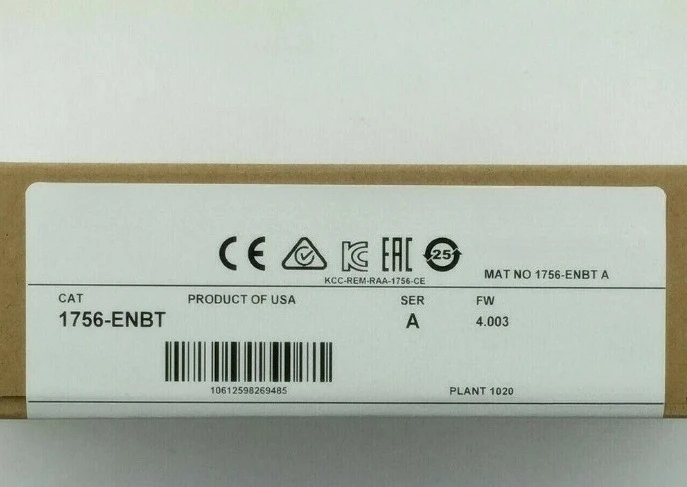 CE KC EAC 25
KCC-REM-RAA-1756-CE
MAT NO 1756-ENBT A
CAT PRODUCT OF USA SER FW
1756-ENBT A 4.003
10612598269485 PLANT 1020